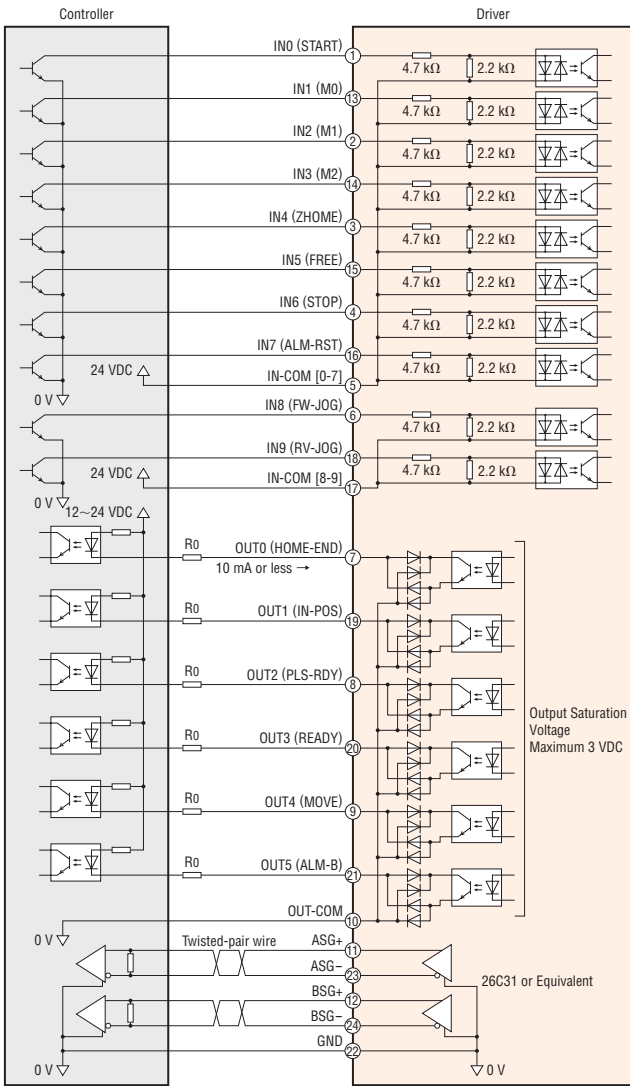 Controller
Driver
IN0 (START)
1
4.7 kΩ
2.2 kΩ
IN1 (M0)
13
4.7 kΩ
2.2 kΩ
IN2 (M1)
2
4.7 kΩ
2.2 kΩ
IN3 (M2)
14
4.7 kΩ
2.2 kΩ
IN4 (ZHOME)
3
4.7 kΩ
2.2 kΩ
IN5 (FREE)
15
4.7 kΩ
2.2 kΩ
IN6 (STOP)
4
4.7 kΩ
2.2 kΩ
IN7 (ALM-RST)
16
4.7 kΩ
2.2 kΩ
24 VDC
IN-COM [0-7]
5
0 V
IN8 (FW-JOG)
6
4.7 kΩ
2.2 kΩ
IN9 (RV-JOG)
18
4.7 kΩ
2.2 kΩ
24 VDC
IN-COM [8-9]
17
0 V
12~24 VDC
R0
OUT0 (HOME-END)
7
10 mA or less →
R0
OUT1 (IN-POS)
19
R0
OUT2 (PLS-RDY)
8
R0
OUT3 (READY)
20
R0
OUT4 (MOVE)
9
R0
OUT5 (ALM-B)
21
Output Saturation
Voltage
Maximum 3 VDC
OUT-COM
10
0 V
Twisted-pair wire
ASG+
11
ASG−
23
26C31 or Equivalent
BSG+
12
BSG−
24
GND
22
0 V
0 V